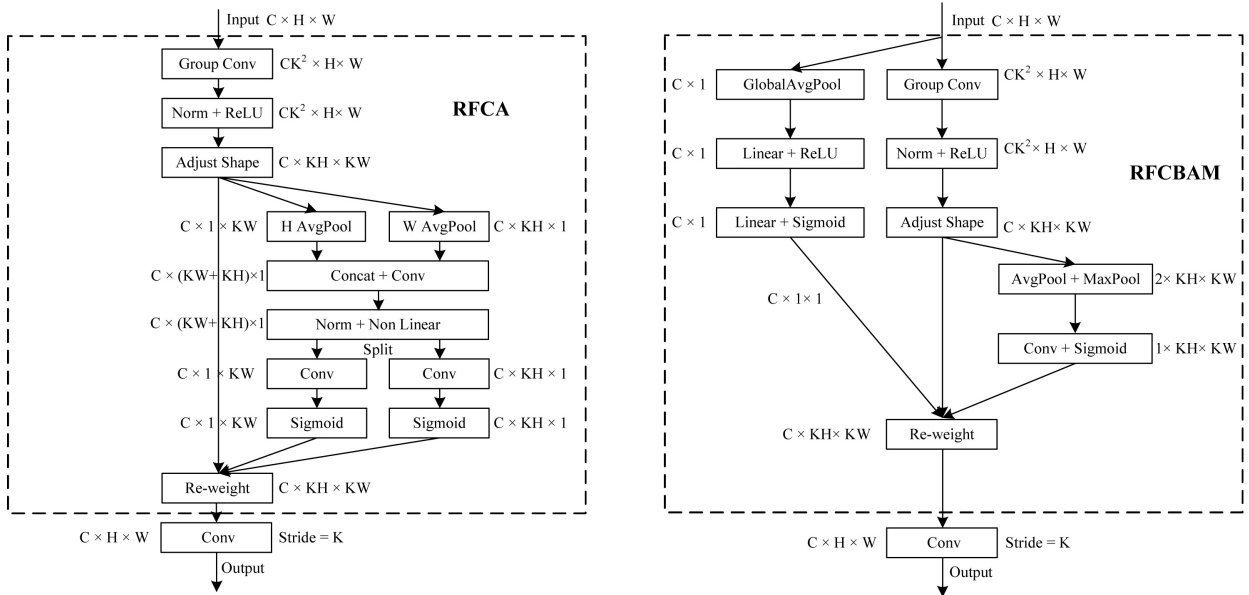 Input C × H × W
Group Conv CK² × H× W
Norm + ReLU CK² × H× W
RFCA
Adjust Shape C × KH × KW
C × 1 × KW H AvgPool W AvgPool C × KH × 1
C × (KW+ KH)×1 Concat + Conv
C × (KW+ KH)×1 Norm + Non Linear
Split
C × 1 × KW Conv Conv C × KH × 1
C × 1 × KW Sigmoid Sigmoid C × KH × 1
Re-weight C × KH × KW
C × H × W Conv Stride = K
Output
Input C × H × W
C × 1 GlobalAvgPool Group Conv CK² × H× W
C × 1 Linear + ReLU Norm + ReLU CK²× H × W
RFCBAM
C × 1 Linear + Sigmoid Adjust Shape C × KH× KW
AvgPool + MaxPool 2× KH× KW
C × 1× 1
Conv + Sigmoid 1× KH× KW
C × KH× KW Re-weight
C × H × W Conv Stride = K
Output